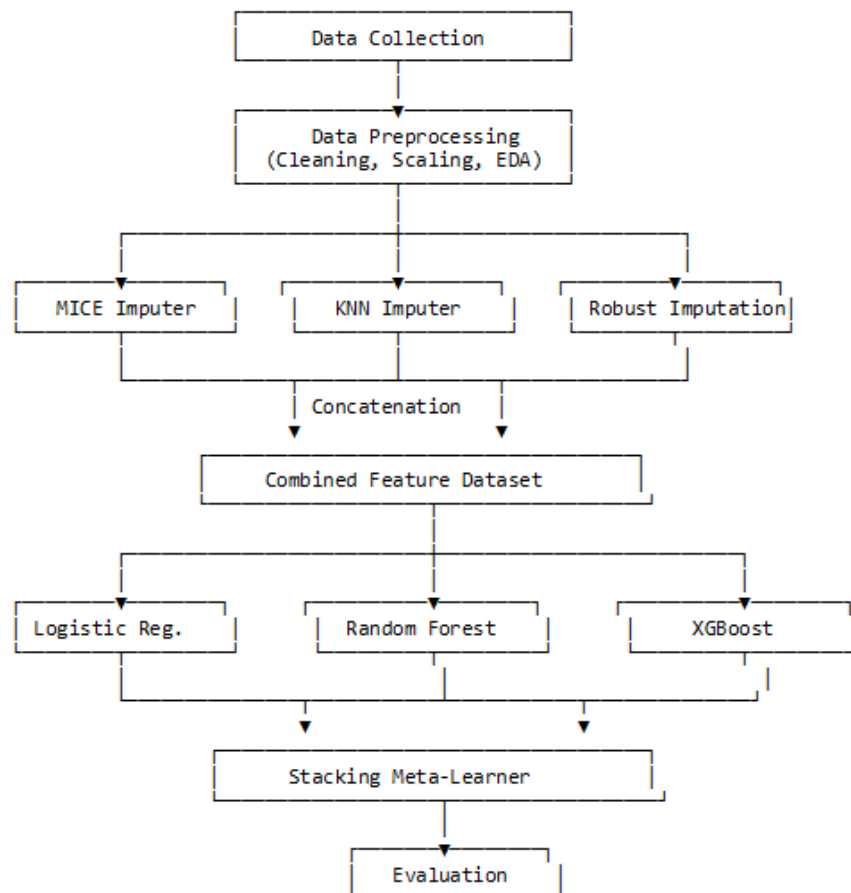 Data Collection
Data Preprocessing
(Cleaning, Scaling, EDA)
MICE Imputer
KNN Imputer
Robust Imputation
Concatenation
Combined Feature Dataset
Logistic Reg.
Random Forest
XGBoost
Stacking Meta-Learner
Evaluation